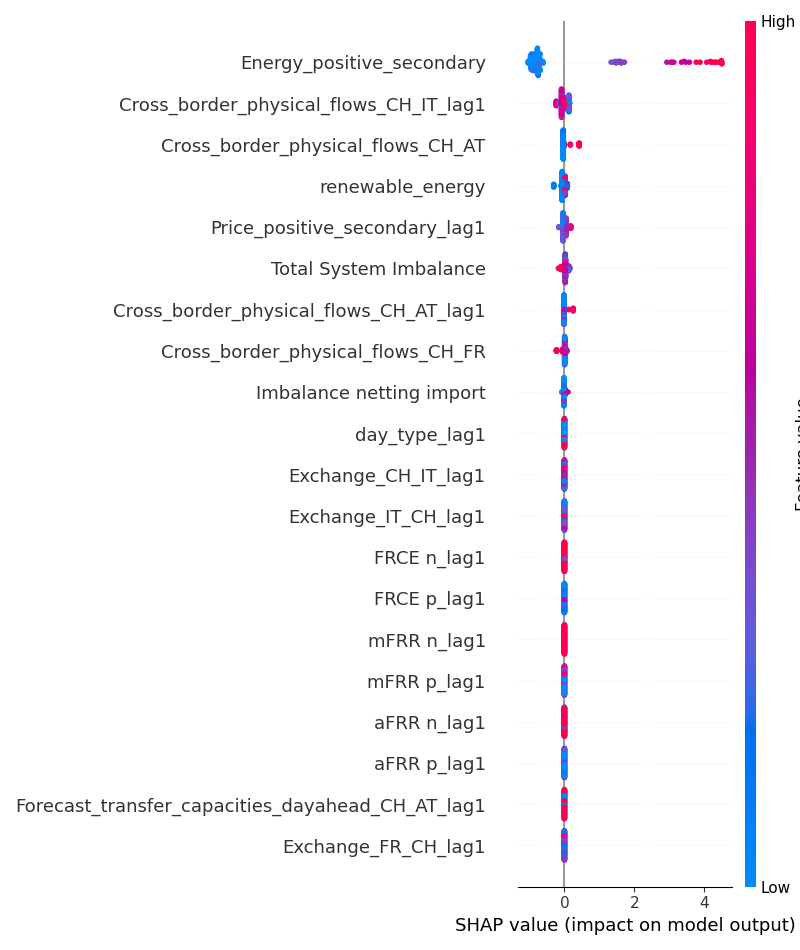 High
Energy_positive_secondary
Cross_border_physical_flows_CH_IT_lag1
Cross_border_physical_flows_CH_AT
renewable_energy
Price_positive_secondary_lag1
Total System Imbalance
Cross_border_physical_flows_CH_AT_lag1
Cross_border_physical_flows_CH_FR
Imbalance netting import
day_type_lag1
Exchange_CH_IT_lag1
Exchange_IT_CH_lag1
FRCE n_lag1
FRCE p_lag1
mFRR n_lag1
mFRR p_lag1
aFRR n_lag1
aFRR p_lag1
Forecast_transfer_capacities_dayahead_CH_AT_lag1
Exchange_FR_CH_lag1
Feature value
Low
0 2 4
SHAP value (impact on model output)